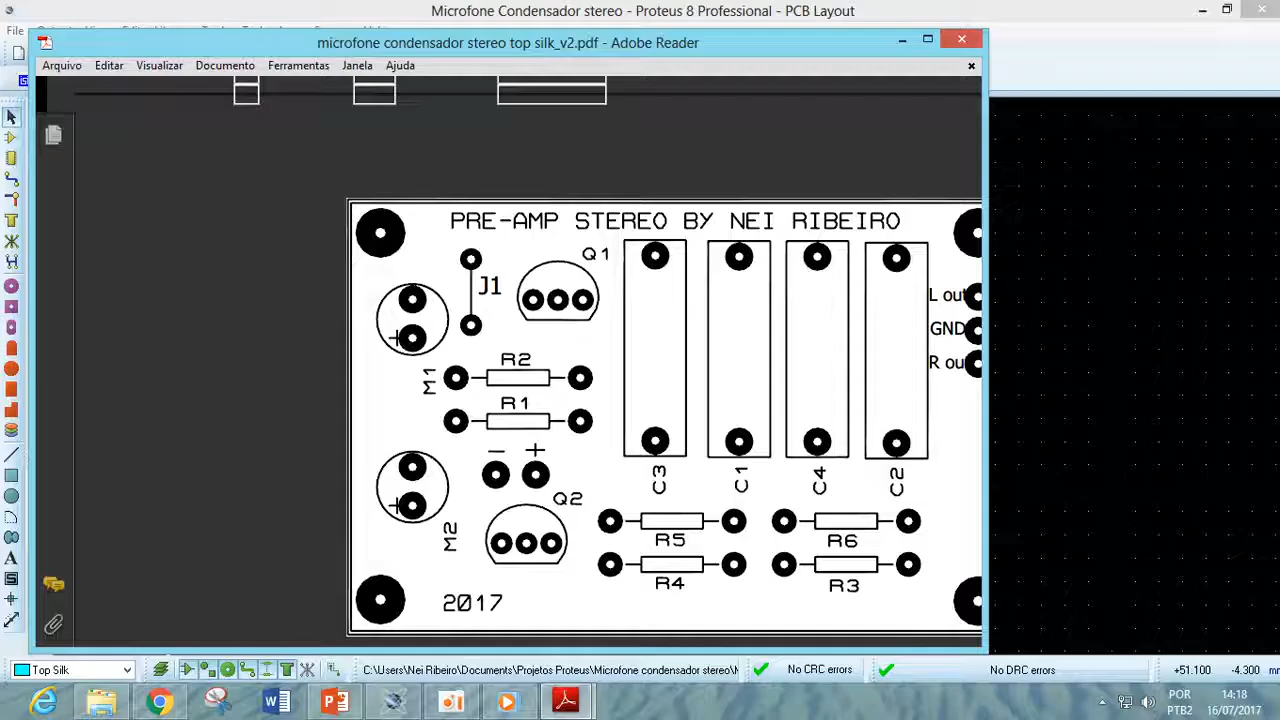 Microfone Condensador stereo - Proteus 8 Professional - PCB Layout
File
microfone condensador stereo top silk_v2.pdf - Adobe Reader
Arquivo Editar Visualizar Documento Ferramentas Janela Ajuda
PRE-AMP STEREO BY NEI RIBEIRO
Q1
J1
L out
GND
R ou
+
R2
M1
R1
- +
C3 C1 C4 C2
Q2
+
M2
R5 R6
R4 R3
2017
Top Silk
C:\Users\Nei Ribeiro\Documents\Projetos Proteus\Microfone condensador stereo\
No CRC errors
No DRC errors
+51.100 -4.300 m
POR 14:18
PTB2 16/07/2017